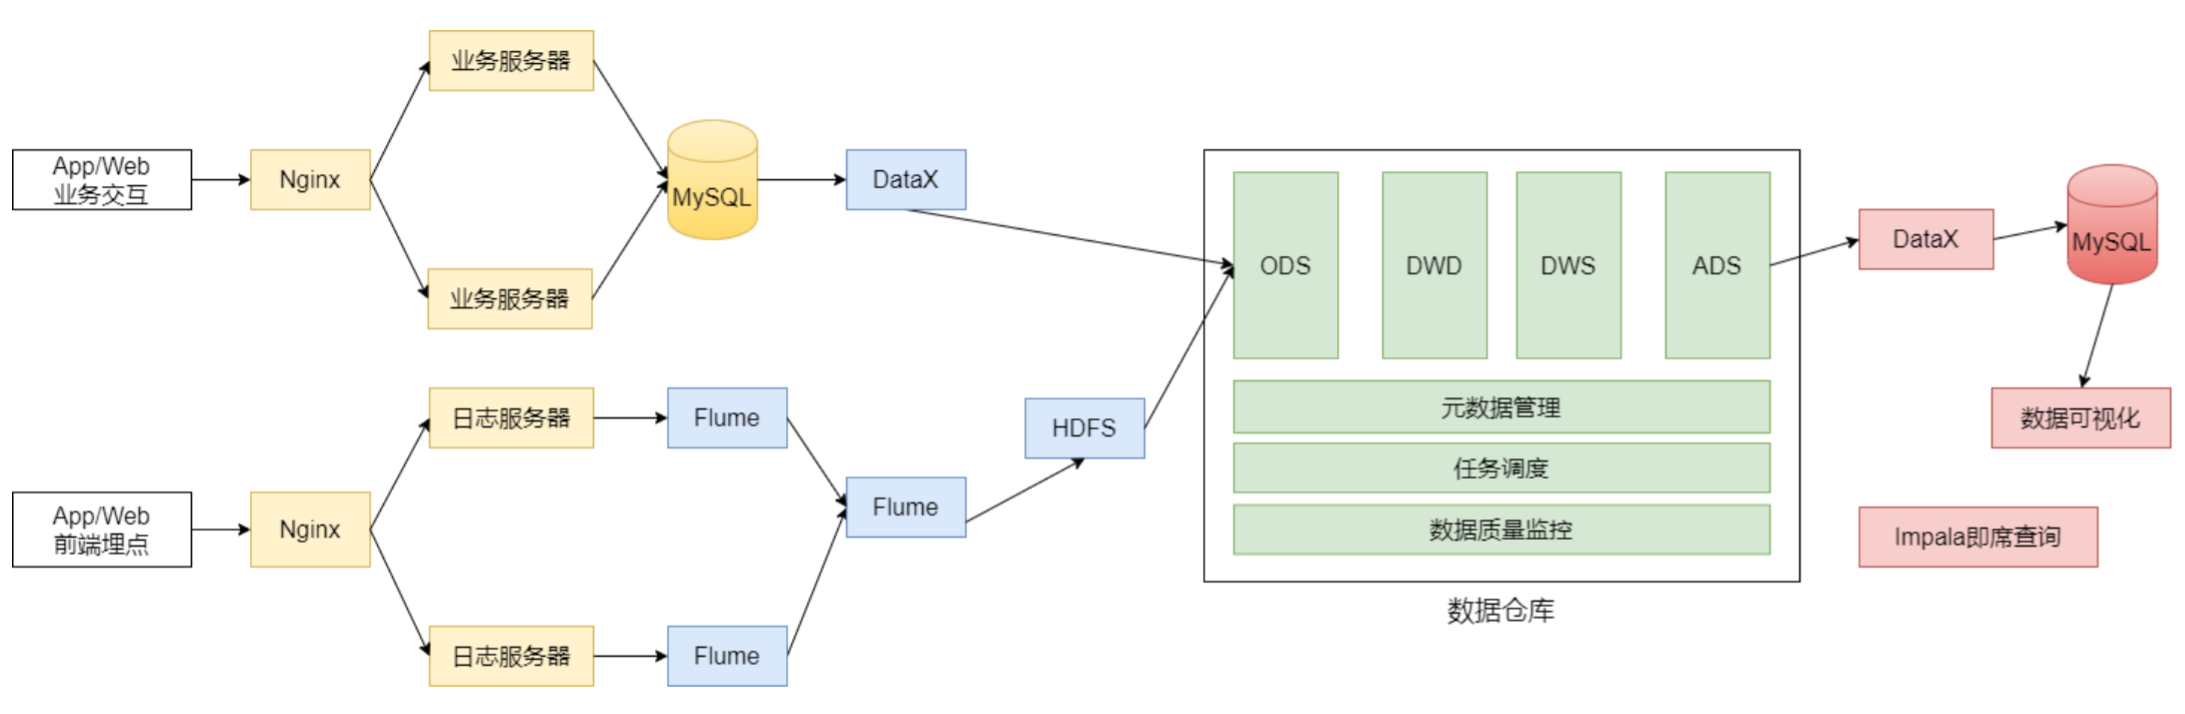 业务服务器
App/Web
业务交互
Nginx
MySQL
DataX
业务服务器
ODS
DWD
DWS
ADS
DataX
MySQL
数据可视化
元数据管理
任务调度
数据质量监控
数据仓库
Impala即席查询
日志服务器
Flume
HDFS
App/Web
前端埋点
Nginx
Flume
日志服务器
Flume